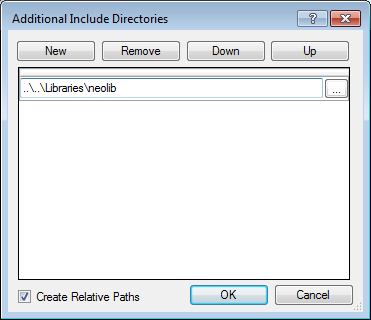 Additional Include Directories
?
New
Remove
Down
Up
..\..\Libraries\neolib
...
Create Relative Paths
OK
Cancel